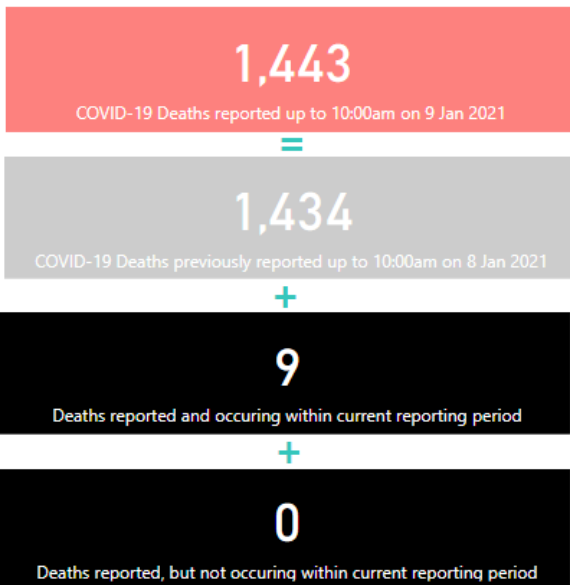 1,443
COVID-19 Deaths reported up to 10:00am on 9 Jan 2021
=
1,434
COVID-19 Deaths previously reported up to 10:00am on 8 Jan 2021
+
9
Deaths reported and occuring within current reporting period
+
0
Deaths reported, but not occuring within current reporting period